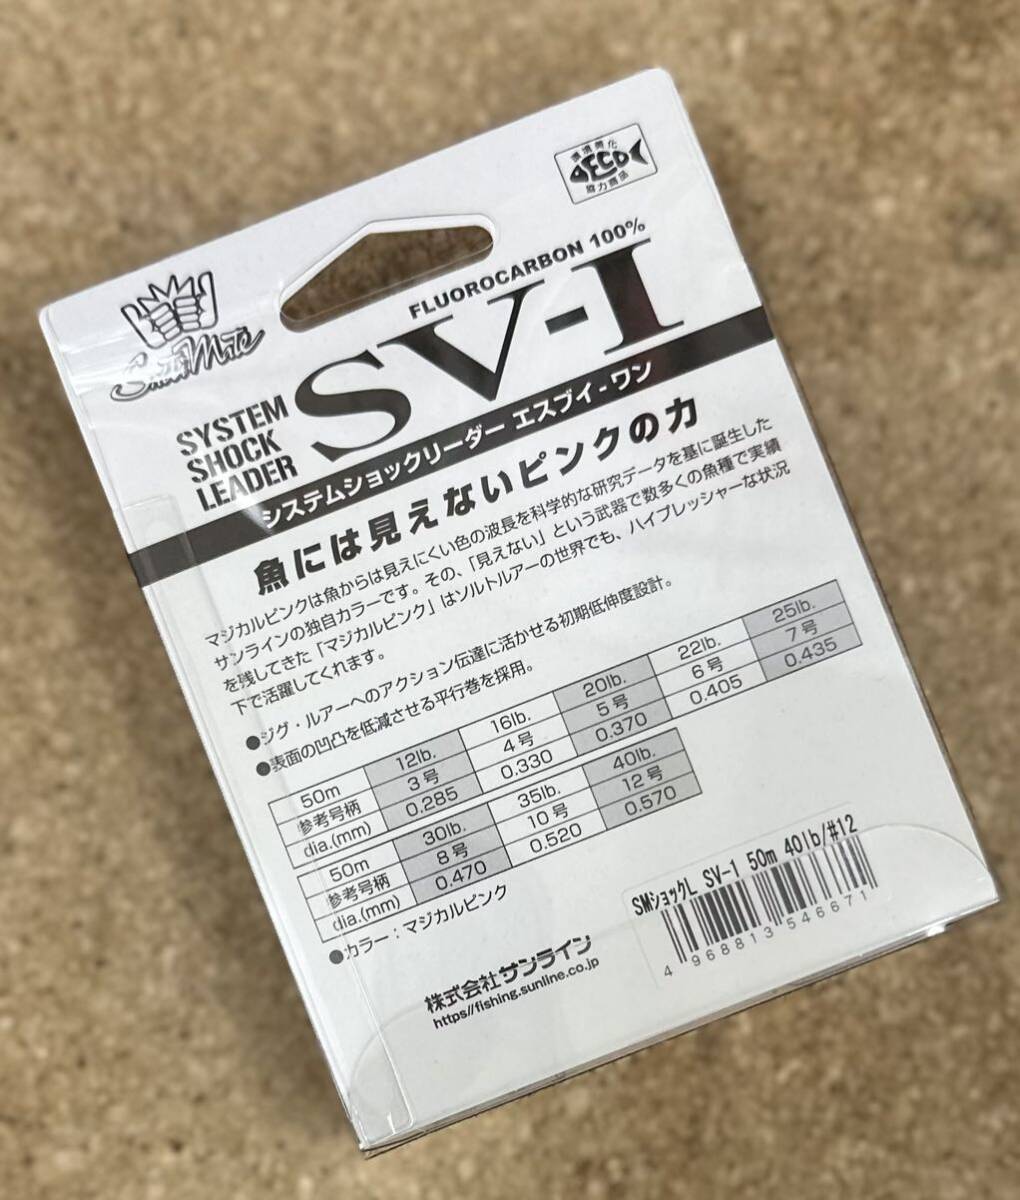 環境美化
ECO
協力商品
FLUOROCARBON 100%
SV-I
SaltiMate
SYSTEM
SHOCK
LEADER
システムショックリーダー エスブイ-ワン
魚には見えないピンクの力
マジカルピンクは魚からは見えにくい色の波長を科学的な研究データを基に誕生した
サンラインの独自カラーです。その、「見えない」という武器で数多くの魚種で実績
を残してきた「マジカルピンク」はソルトルアーの世界でも、ハイプレッシャーな状況
下で活躍してくれます。
●ジグ・ルアーへのアクション伝達に活かせる初期低伸度設計。
●表面の凹凸を低減させる平行巻を採用。
50m 12lb. 16lb. 20lb. 22lb. 25lb.
参考号柄 3号 4号 5号 6号 7号
dia.(mm) 0.285 0.330 0.370 0.405 0.435
50m 30lb. 35lb. 40lb.
参考号柄 8号 10号 12号
dia.(mm) 0.470 0.520 0.570
●カラー：マジカルピンク
株式会社サンライン
https//fishing.sunline.co.jp
SMショックL SV-1 50m 40lb/#12
4 968813 546671